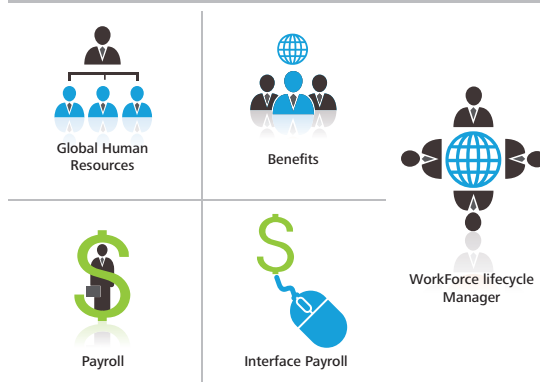 Global Human
Resources
Benefits
WorkForce lifecycle
Manager
Payroll
Interface Payroll